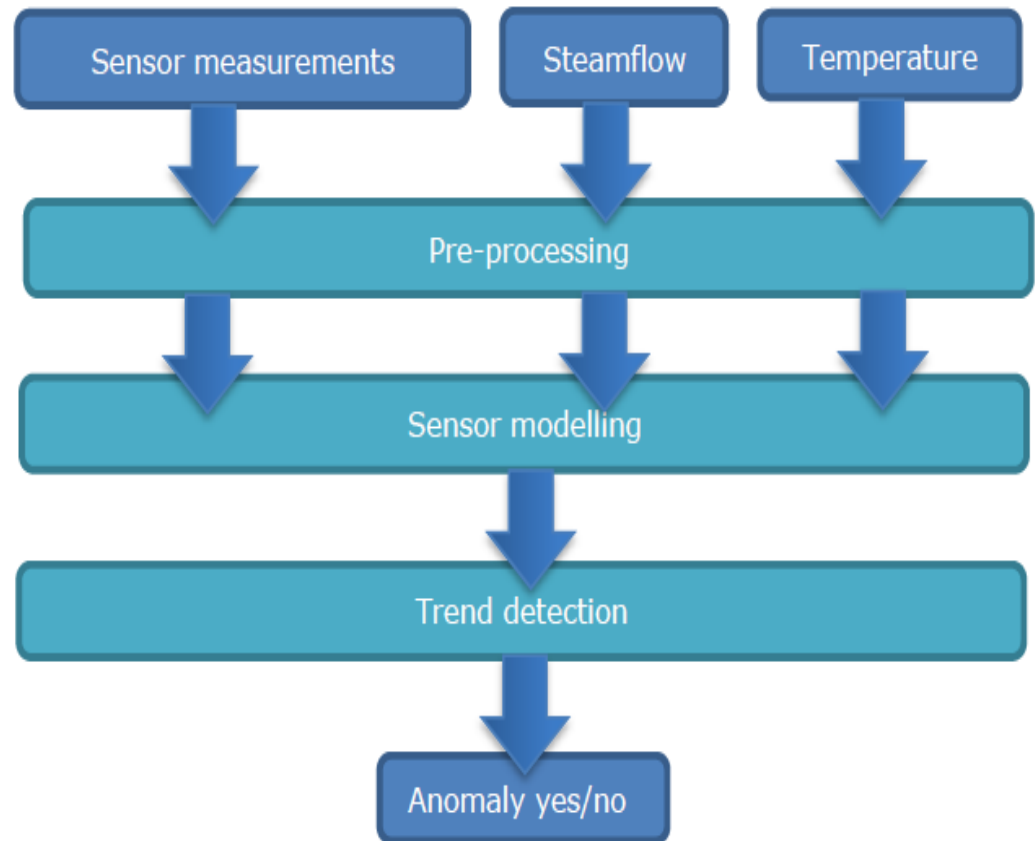 Sensor measurements
Steamflow
Temperature
Pre-processing
Sensor modelling
Trend detection
Anomaly yes/no